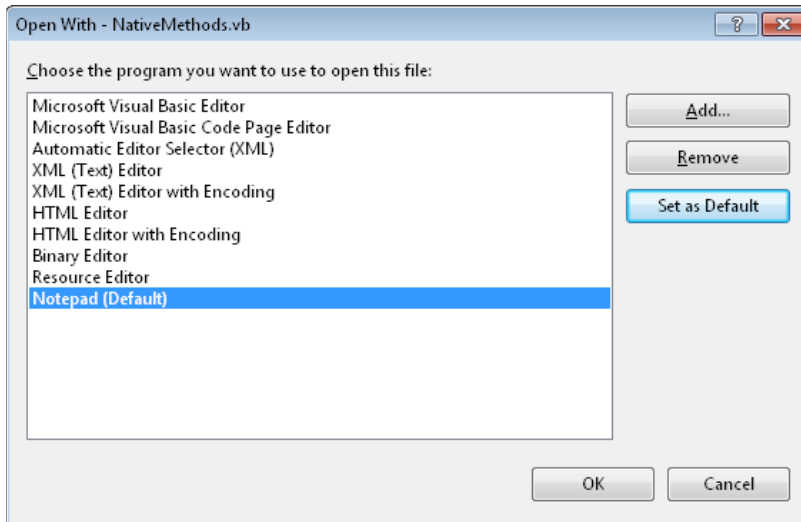 Open With - NativeMethods.vb
Choose the program you want to use to open this file:
Microsoft Visual Basic Editor
Microsoft Visual Basic Code Page Editor
Automatic Editor Selector (XML)
XML (Text) Editor
XML (Text) Editor with Encoding
HTML Editor
HTML Editor with Encoding
Binary Editor
Resource Editor
Notepad (Default)
Add...
Remove
Set as Default
OK
Cancel